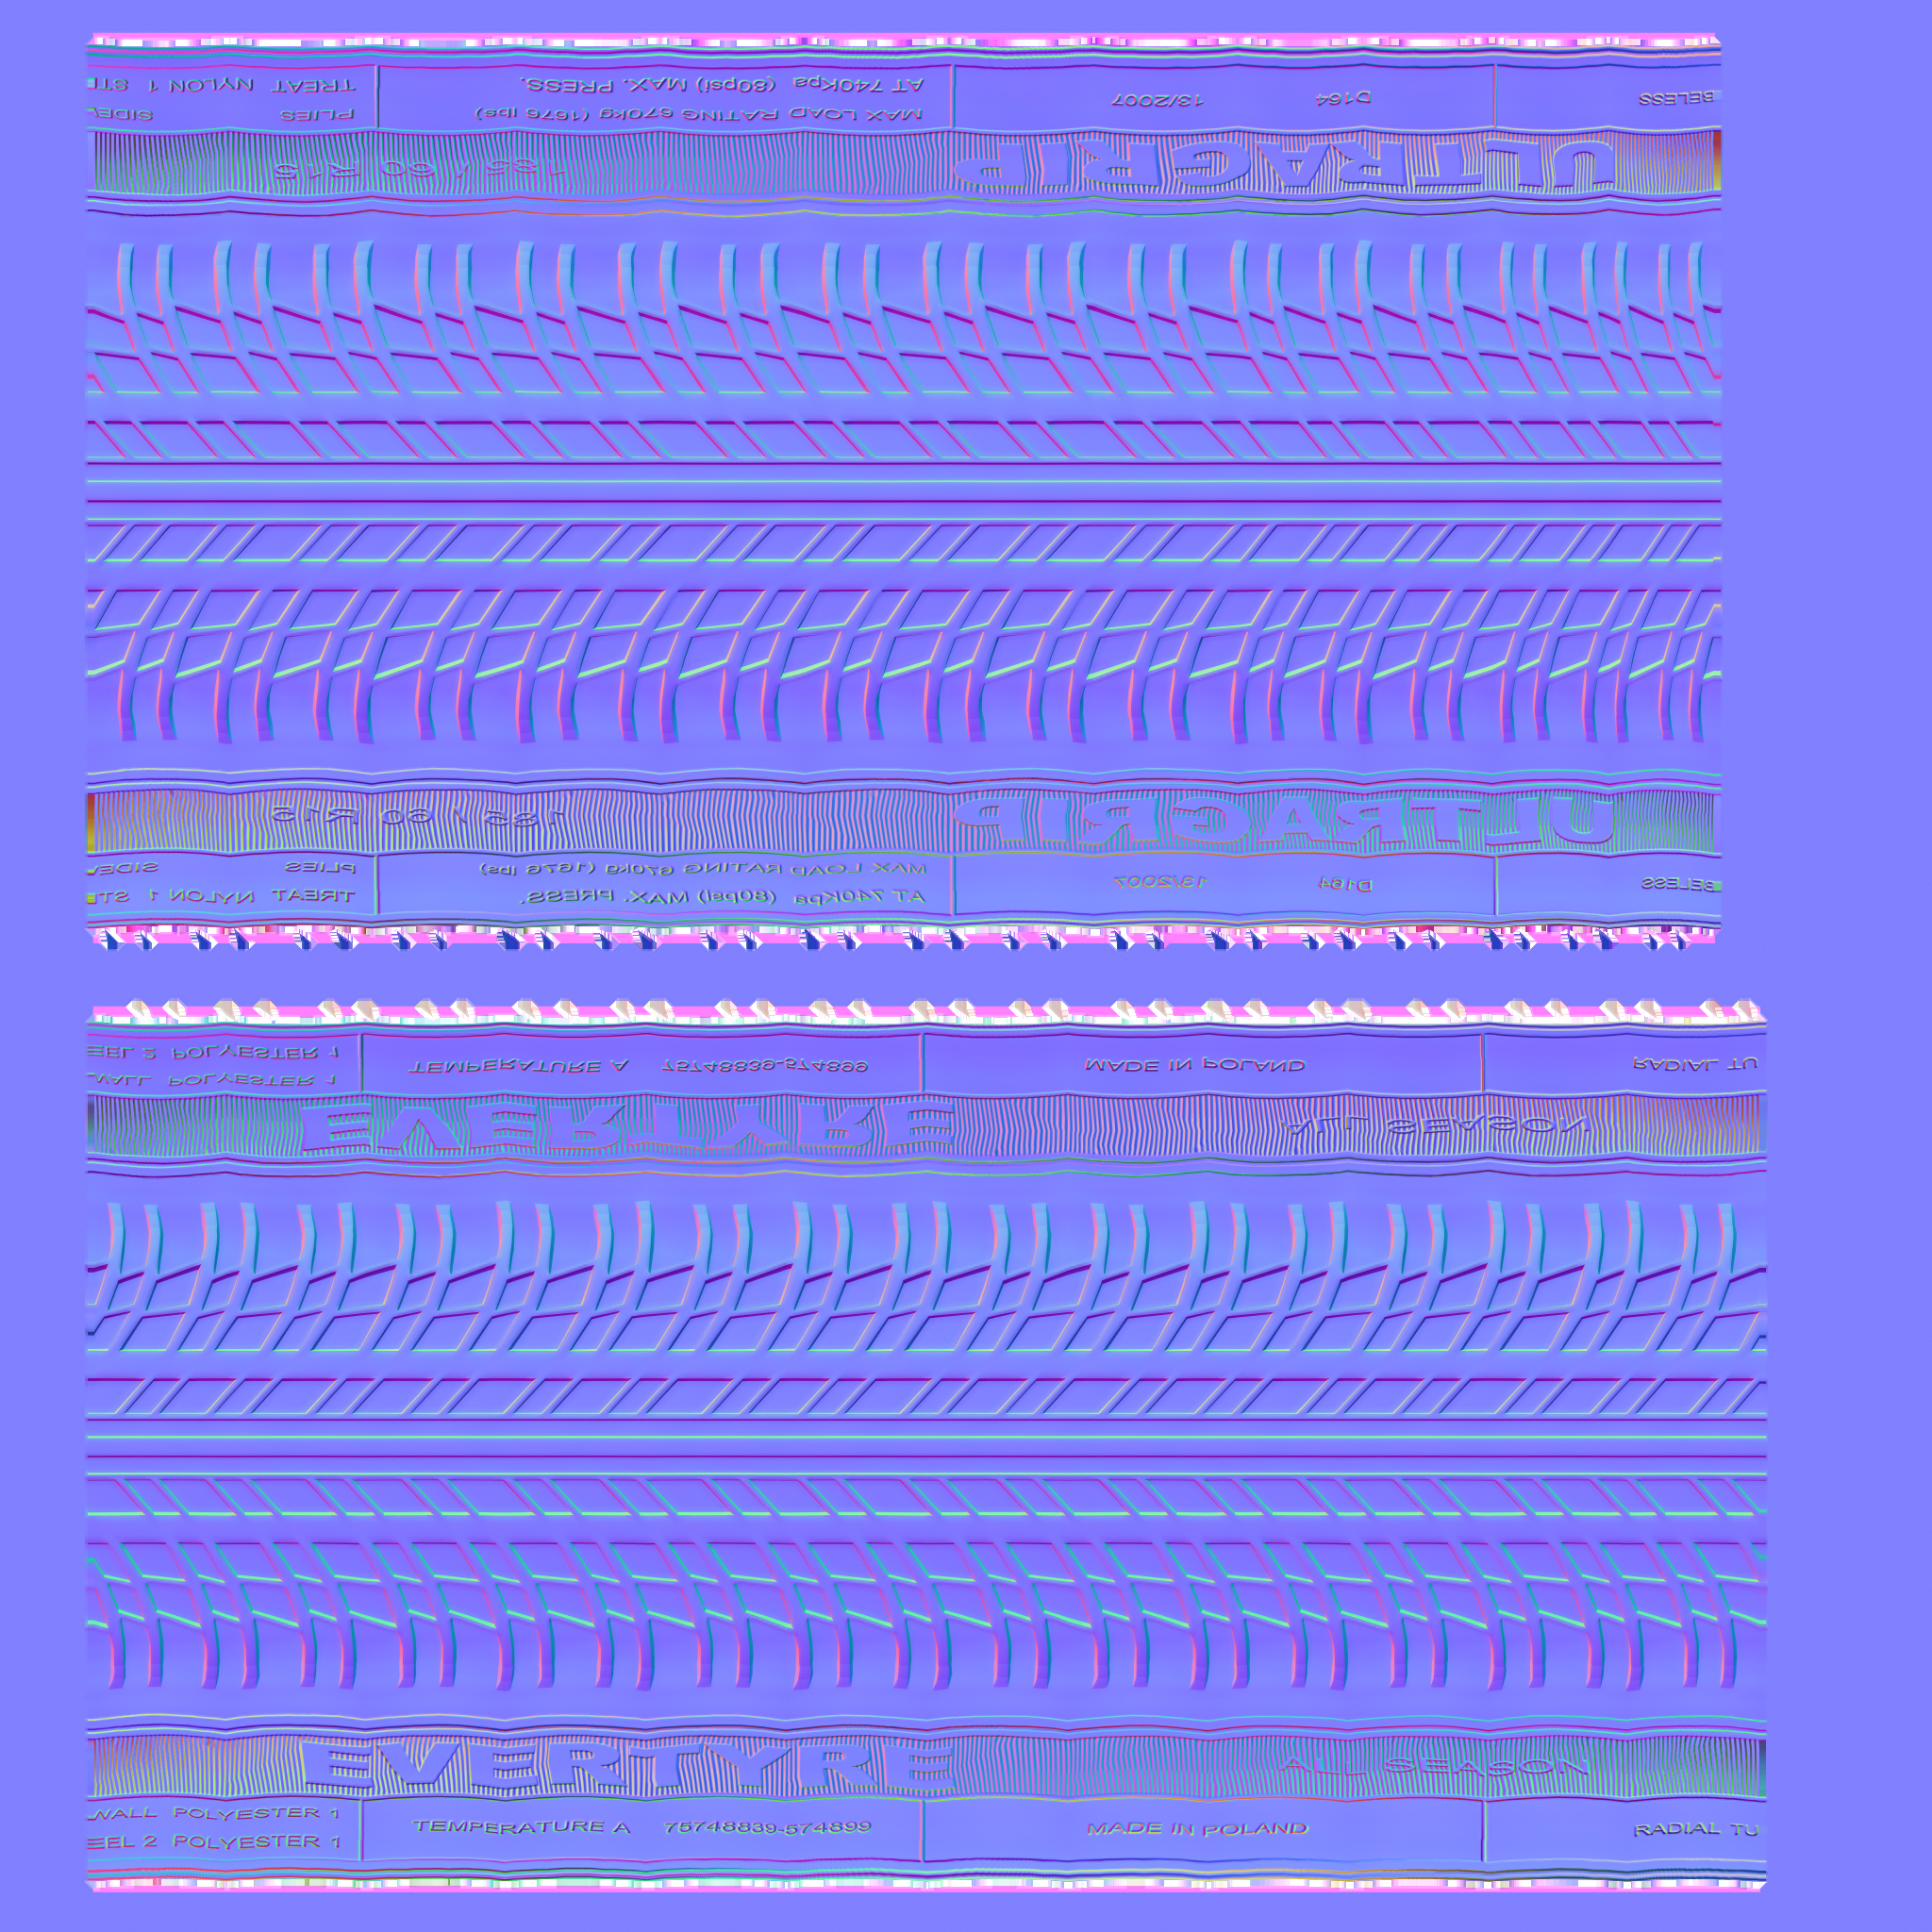 BELESS D164 13/2007
AT 740Kpa (80psi) MAX. PRESS. TREAT NYLON 1 STE
MAX LOAD RATING 670kg (1676 lbs) PLIES SIDEW
ULTRAGRIP 185 / 60 R15
ULTRAGRIP 185 / 60 R15
MAX LOAD RATING 670kg (1676 lbs) PLIES SIDEW
AT 740Kpa (80psi) MAX. PRESS. TREAT NYLON 1 STE
BELESS D164 13/2007
EEL 2 POLYESTER 1
WALL POLYESTER 1
TEMPERATURE A 75748839-574899 MADE IN POLAND RADIAL TU
EVERTYRE ALL SEASON
EVERTYRE ALL SEASON
WALL POLYESTER 1
EEL 2 POLYESTER 1
TEMPERATURE A 75748839-574899 MADE IN POLAND RADIAL TU